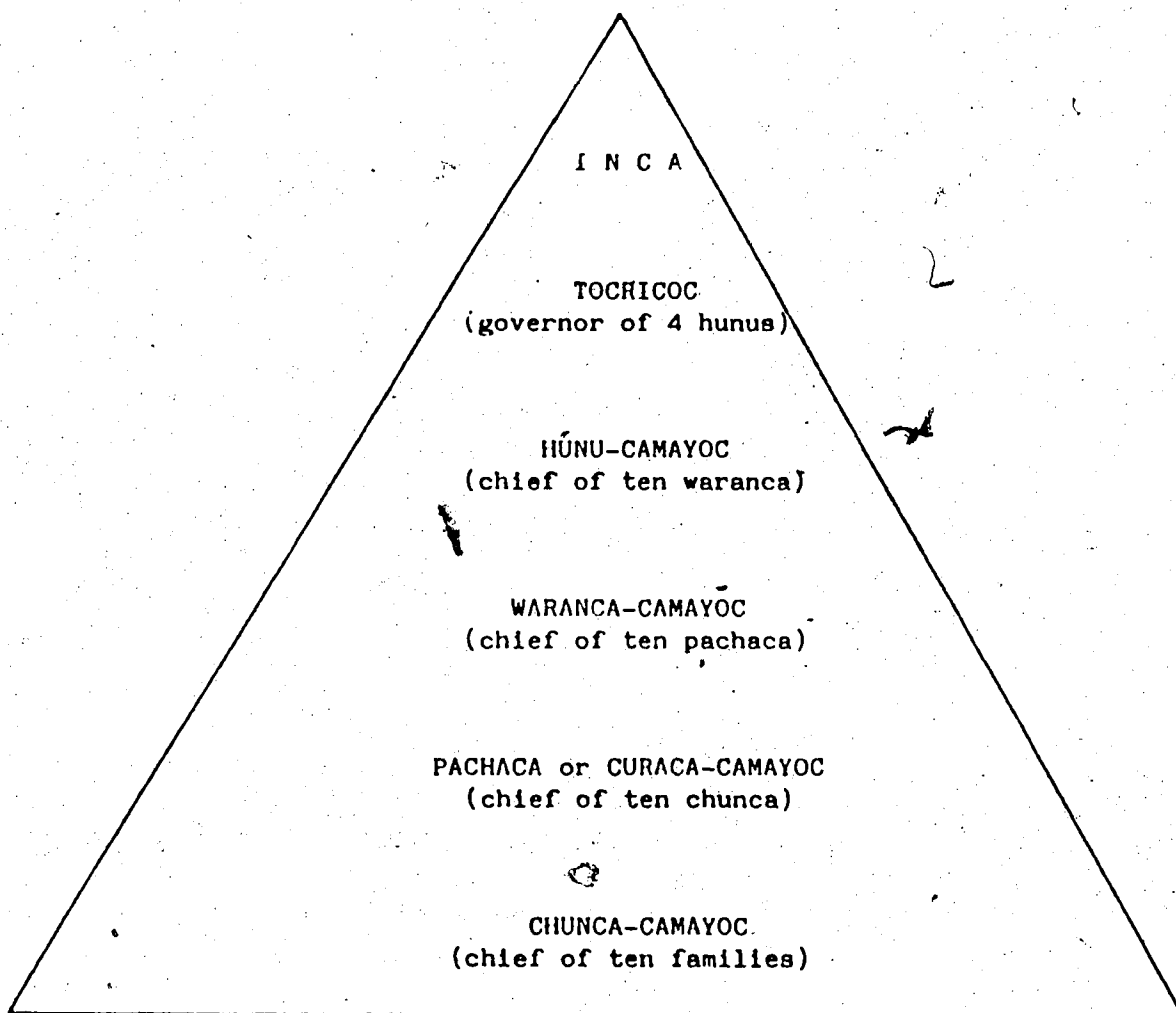 I N C A
TOCRICOC
(governor of 4 hunus)
HUNU-CAMAYOC
(chief of ten waranca)
WARANCA-CAMAYOC
(chief of ten pachaca)
PACHACA or CURACA-CAMAYOC
(chief of ten chunca)
CHUNCA-CAMAYOC
(chief of ten families)